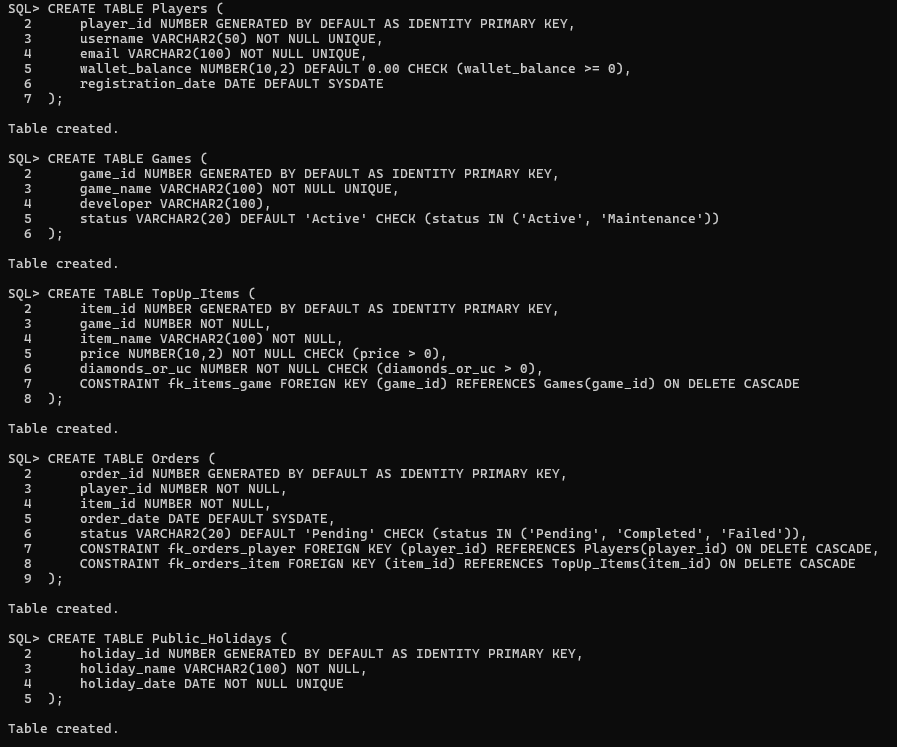 SQL> CREATE TABLE Players (
  2      player_id NUMBER GENERATED BY DEFAULT AS IDENTITY PRIMARY KEY,
  3      username VARCHAR2(50) NOT NULL UNIQUE,
  4      email VARCHAR2(100) NOT NULL UNIQUE,
  5      wallet_balance NUMBER(10,2) DEFAULT 0.00 CHECK (wallet_balance >= 0),
  6      registration_date DATE DEFAULT SYSDATE
  7  );
Table created.
SQL> CREATE TABLE Games (
  2      game_id NUMBER GENERATED BY DEFAULT AS IDENTITY PRIMARY KEY,
  3      game_name VARCHAR2(100) NOT NULL UNIQUE,
  4      developer VARCHAR2(100),
  5      status VARCHAR2(20) DEFAULT 'Active' CHECK (status IN ('Active', 'Maintenance'))
  6  );
Table created.
SQL> CREATE TABLE TopUp_Items (
  2      item_id NUMBER GENERATED BY DEFAULT AS IDENTITY PRIMARY KEY,
  3      game_id NUMBER NOT NULL,
  4      item_name VARCHAR2(100) NOT NULL,
  5      price NUMBER(10,2) NOT NULL CHECK (price > 0),
  6      diamonds_or_uc NUMBER NOT NULL CHECK (diamonds_or_uc > 0),
  7      CONSTRAINT fk_items_game FOREIGN KEY (game_id) REFERENCES Games(game_id) ON DELETE CASCADE
  8  );
Table created.
SQL> CREATE TABLE Orders (
  2      order_id NUMBER GENERATED BY DEFAULT AS IDENTITY PRIMARY KEY,
  3      player_id NUMBER NOT NULL,
  4      item_id NUMBER NOT NULL,
  5      order_date DATE DEFAULT SYSDATE,
  6      status VARCHAR2(20) DEFAULT 'Pending' CHECK (status IN ('Pending', 'Completed', 'Failed')),
  7      CONSTRAINT fk_orders_player FOREIGN KEY (player_id) REFERENCES Players(player_id) ON DELETE CASCADE,
  8      CONSTRAINT fk_orders_item FOREIGN KEY (item_id) REFERENCES TopUp_Items(item_id) ON DELETE CASCADE
  9  );
Table created.
SQL> CREATE TABLE Public_Holidays (
  2      holiday_id NUMBER GENERATED BY DEFAULT AS IDENTITY PRIMARY KEY,
  3      holiday_name VARCHAR2(100) NOT NULL,
  4      holiday_date DATE NOT NULL UNIQUE
  5  );
Table created.